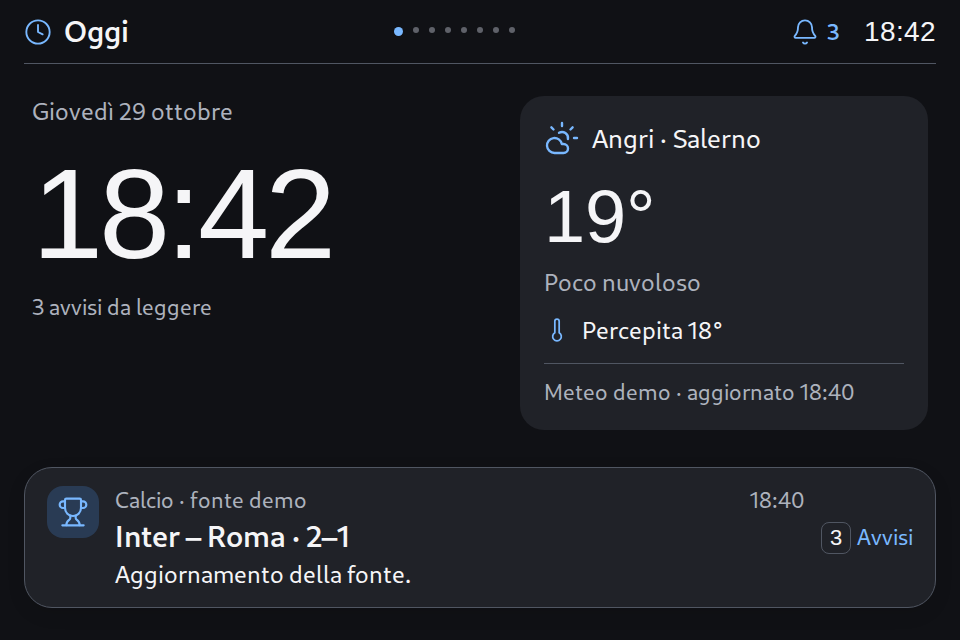 Oggi
3
18:42
Giovedì 29 ottobre
18:42
3 avvisi da leggere
Angri · Salerno
19°
Poco nuvoloso
Percepita 18°
Meteo demo · aggiornato 18:40
Calcio · fonte demo
18:40
Inter – Roma · 2–1
3 Avvisi
Aggiornamento della fonte.